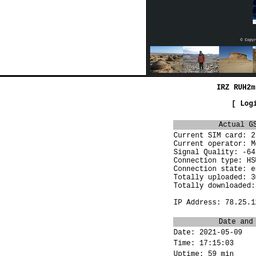 © Copyr
IRZ RUH2m
[ Logi
Actual GS
Current SIM card: 2
Current operator: M
Signal Quality: -64
Connection type: HS
Connection state: e
Totally uploaded: 3
Totally downloaded:
IP Address: 78.25.1
Date and
Date: 2021-05-09
Time: 17:15:03
Uptime: 59 min